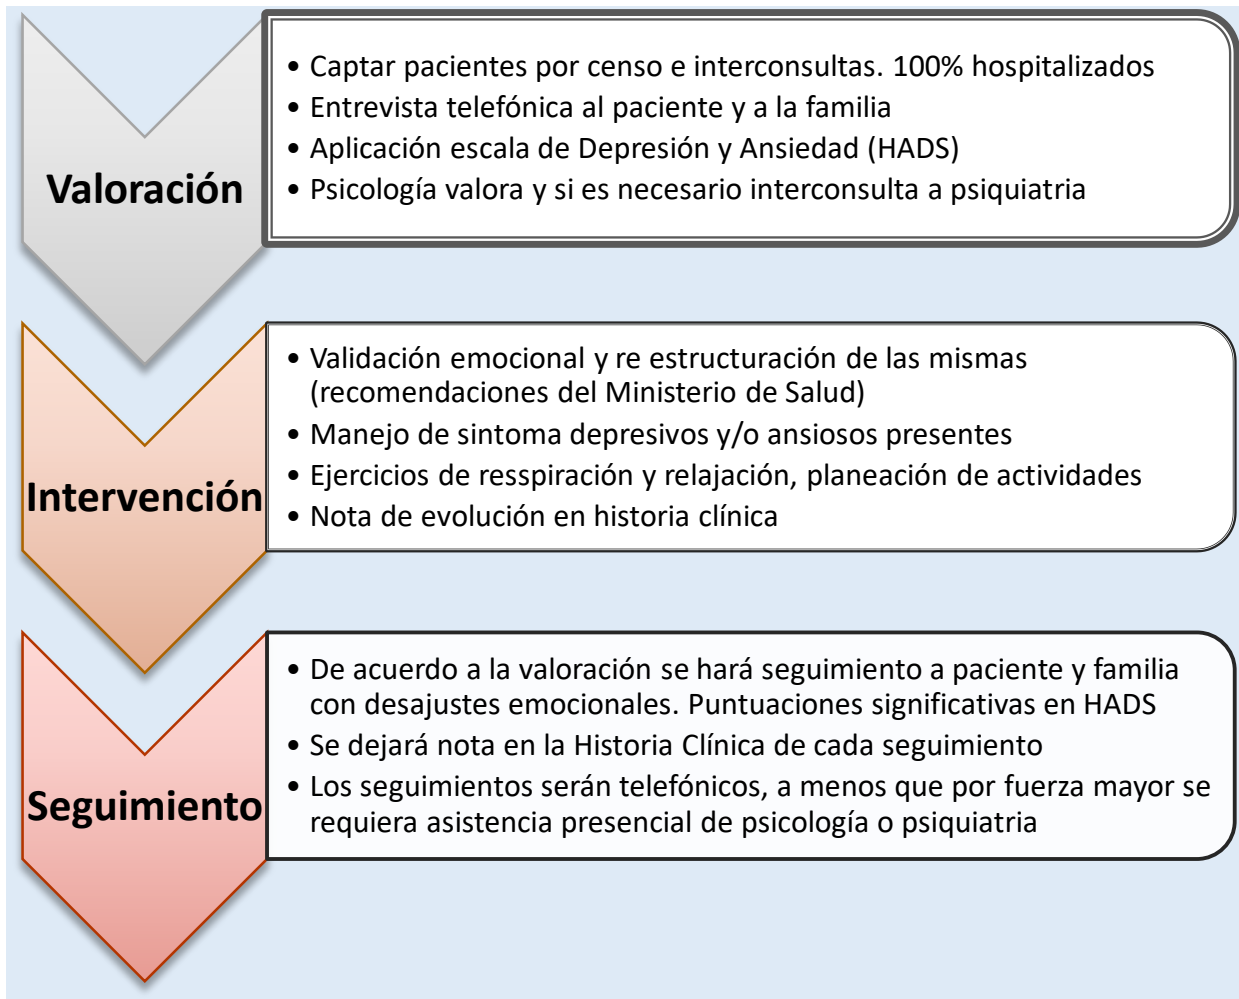 Valoración
• Captar pacientes por censo e interconsultas. 100% hospitalizados
• Entrevista telefónica al paciente y a la familia
• Aplicación escala de Depresión y Ansiedad (HADS)
• Psicología valora y si es necesario interconsulta a psiquiatria
Intervención
• Validación emocional y re estructuración de las mismas
(recomendaciones del Ministerio de Salud)
• Manejo de sintoma depresivos y/o ansiosos presentes
• Ejercicios de resspiración y relajación, planeación de actividades
• Nota de evolución en historia clínica
Seguimiento
• De acuerdo a la valoración se hará seguimiento a paciente y familia
con desajustes emocionales. Puntuaciones significativas en HADS
• Se dejará nota en la Historia Clínica de cada seguimiento
• Los seguimientos serán telefónicos, a menos que por fuerza mayor se
requiera asistencia presencial de psicología o psiquiatria